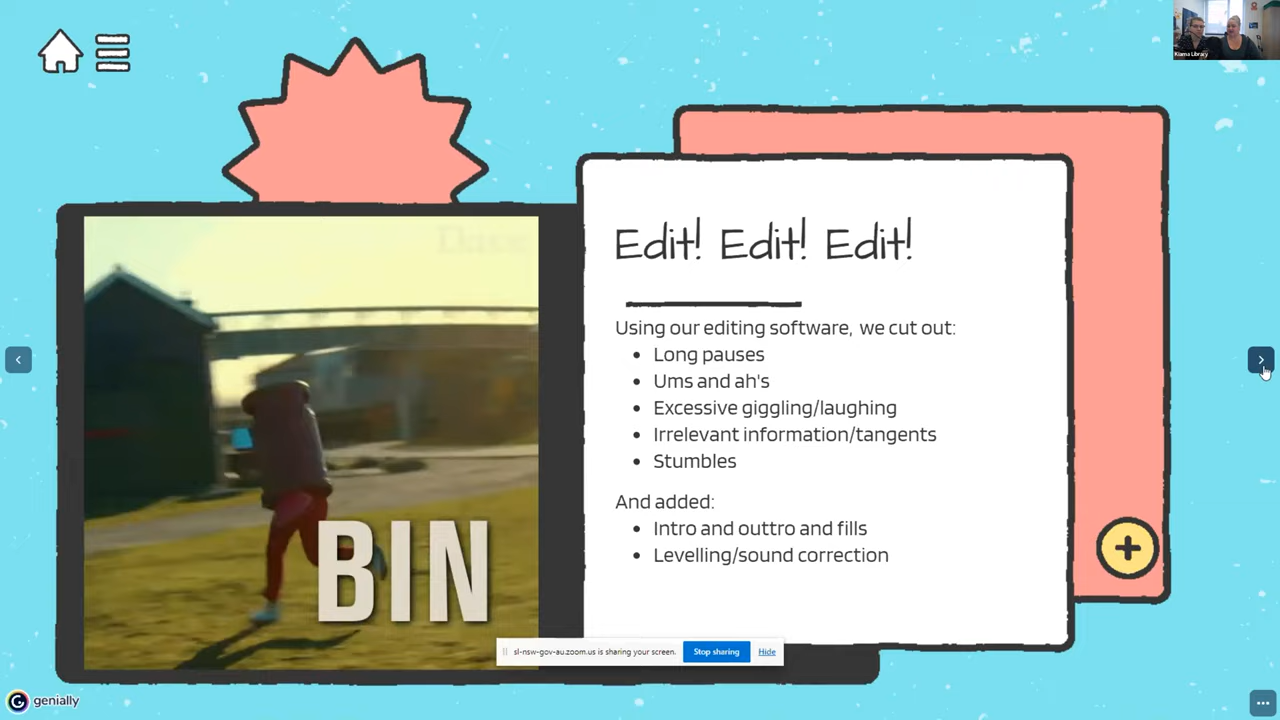 Kiama Library
Edit! Edit! Edit!
Using our editing software, we cut out:
• Long pauses
• Ums and ah's
• Excessive giggling/laughing
• Irrelevant information/tangents
• Stumbles
And added:
• Intro and outtro and fills
• Levelling/sound correction
BIN
sl-nsw-gov-au.zoom.us is sharing your screen. Stop sharing Hide
genially